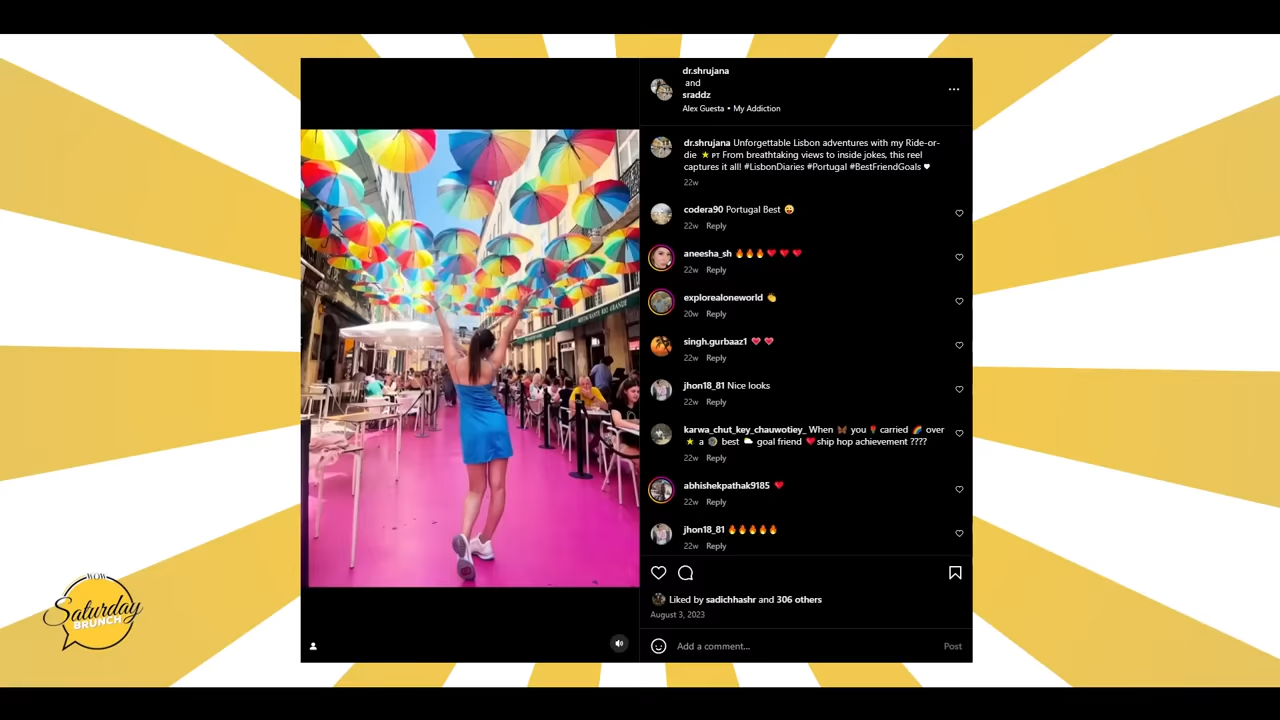 dr.shrujana
and
sraddz
Alex Guesta • My Addiction
dr.shrujana Unforgettable Lisbon adventures with my Ride-or-
die ⭐ PT From breathtaking views to inside jokes, this reel
captures it all! #LisbonDiaries #Portugal #BestFriendGoals 🤍
22w
codera90 Portugal Best 😄
22w Reply
aneesha_sh 🔥🔥🔥❤️❤️❤️
22w Reply
explorealoneworld 👏
20w Reply
singh.gurbaaz1 💓💓
22w Reply
jhon18_81 Nice looks
22w Reply
karwa_chut_key_chauwotiey_ When 🦋 you 🌹 carried 🌈 over
⭐ a 🪨 best ☁️ goal friend ❤️ship hop achievement ????
22w Reply
abhishekpathak9185 ❤️
22w Reply
jhon18_81 🔥🔥🔥🔥🔥
22w Reply
Liked by sadichhashr and 306 others
August 3, 2023
Add a comment...
Post
WOW
Saturday
BRUNCH